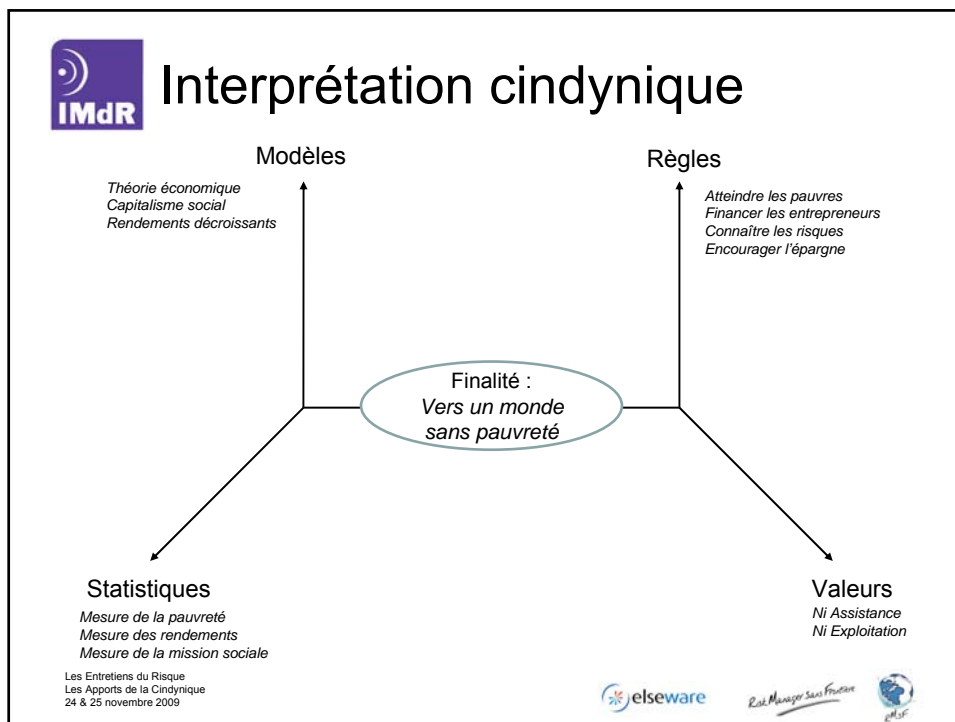 IMdR
Interprétation cindynique
Modèles
Théorie économique
Capitalisme social
Rendements décroissants
Règles
Atteindre les pauvres
Financer les entrepreneurs
Connaître les risques
Encourager l'épargne
Finalité :
Vers un monde
sans pauvreté
Statistiques
Mesure de la pauvreté
Mesure des rendements
Mesure de la mission sociale
Valeurs
Ni Assistance
Ni Exploitation
Les Entretiens du Risque
Les Apports de la Cindynique
24 & 25 novembre 2009
elseware
Risk Manager Sans Frontière
RMSF